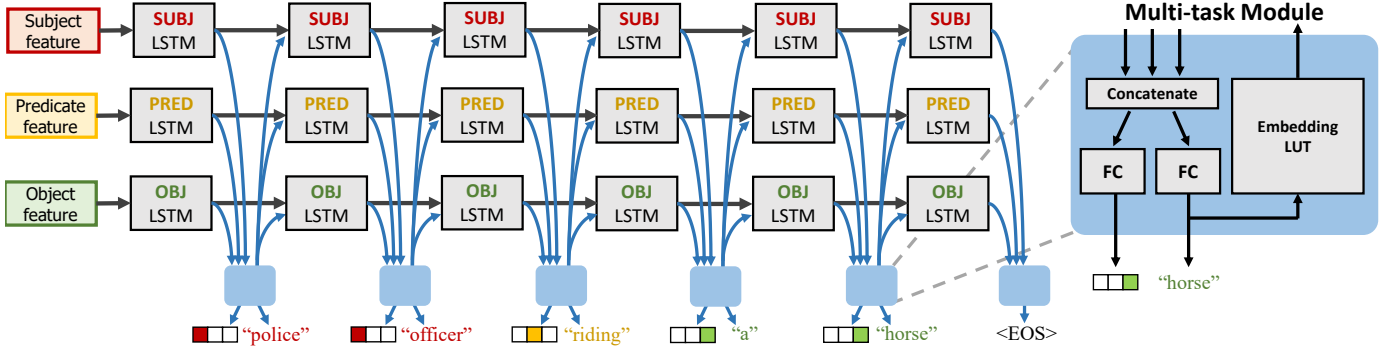 Subject
feature
SUBJ
LSTM
SUBJ
LSTM
SUBJ
LSTM
SUBJ
LSTM
SUBJ
LSTM
SUBJ
LSTM
Predicate
feature
PRED
LSTM
PRED
LSTM
PRED
LSTM
PRED
LSTM
PRED
LSTM
PRED
LSTM
Object
feature
OBJ
LSTM
OBJ
LSTM
OBJ
LSTM
OBJ
LSTM
OBJ
LSTM
OBJ
LSTM
“police”
“officer”
“riding”
“a”
“horse”
<EOS>
Multi-task Module
Concatenate
FC
FC
Embedding
LUT
“horse”